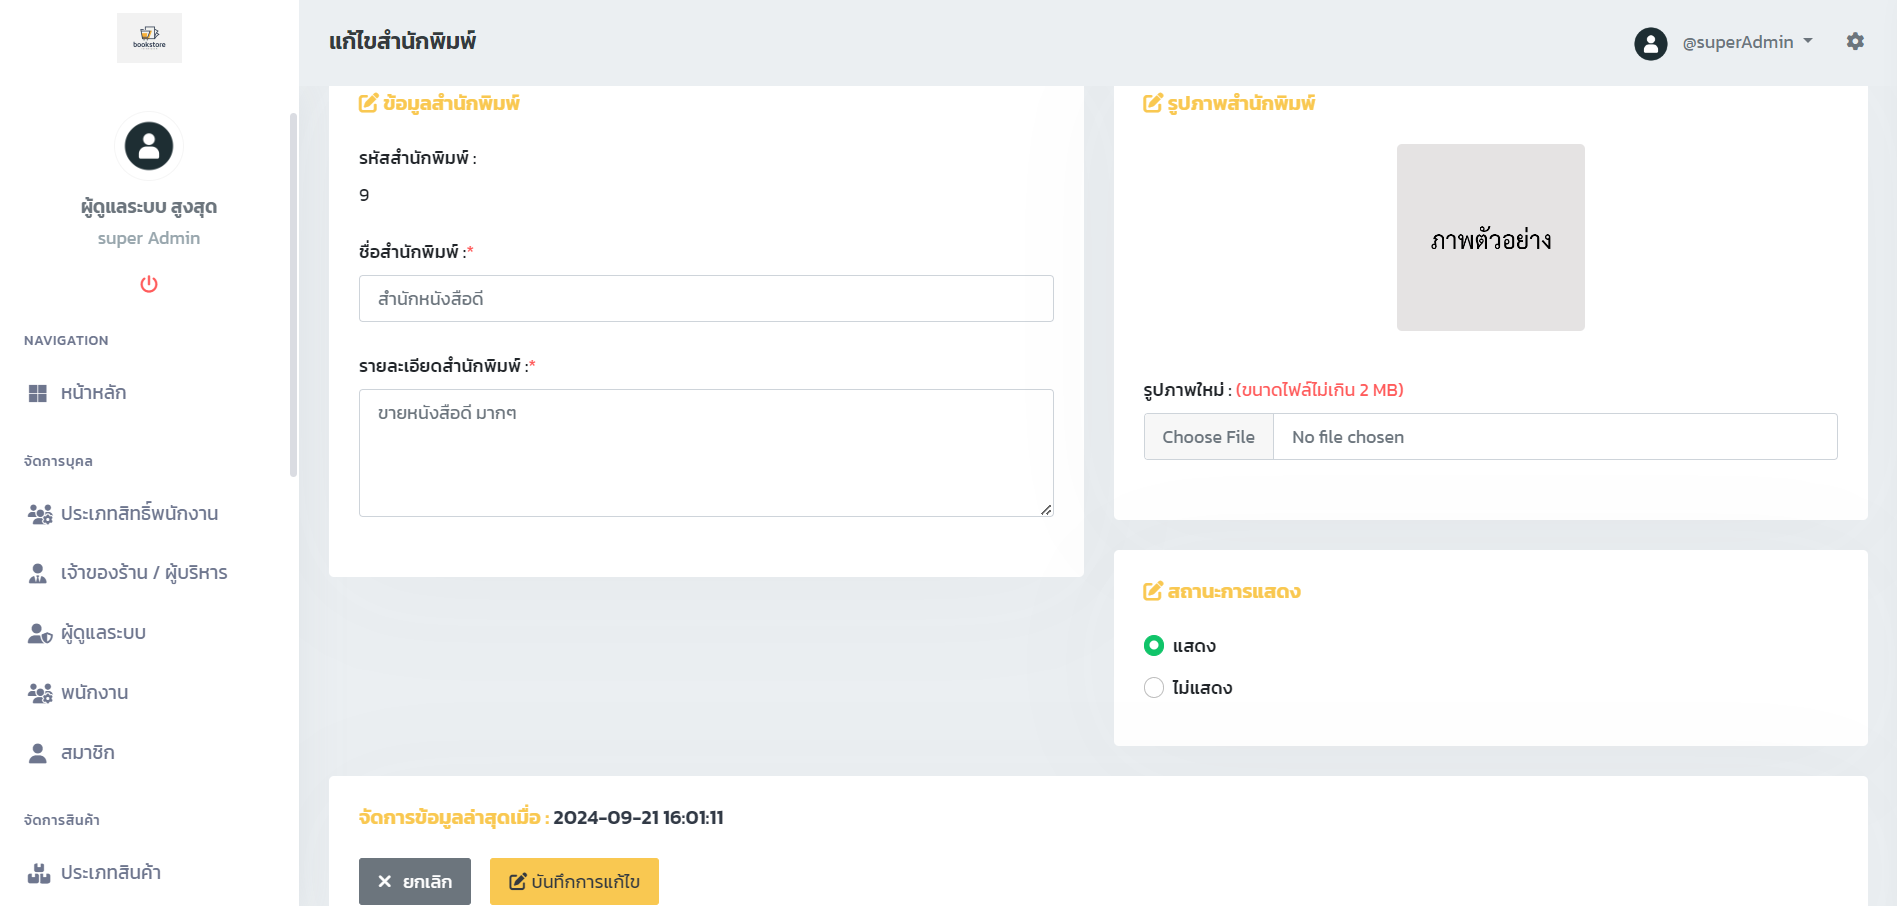 bookstore
แก้ไขสำนักพิมพ์
@superAdmin
ผู้ดูแลระบบ สูงสุด
super Admin
NAVIGATION
หน้าหลัก
จัดการบุคล
ประเภทสิทธิ์พนักงาน
เจ้าของร้าน / ผู้บริหาร
ผู้ดูแลระบบ
พนักงาน
สมาชิก
จัดการสินค้า
ประเภทสินค้า
ข้อมูลสำนักพิมพ์
รหัสสำนักพิมพ์ :
9
ชื่อสำนักพิมพ์ :*
สำนักหนังสือดี
รายละเอียดสำนักพิมพ์ :*
ขายหนังสือดี มากๆ
รูปภาพสำนักพิมพ์
ภาพตัวอย่าง
รูปภาพใหม่ : (ขนาดไฟล์ไม่เกิน 2 MB)
Choose File No file chosen
สถานะการแสดง
แสดง
ไม่แสดง
จัดการข้อมูลล่าสุดเมื่อ : 2024-09-21 16:01:11
ยกเลิก
บันทึกการแก้ไข